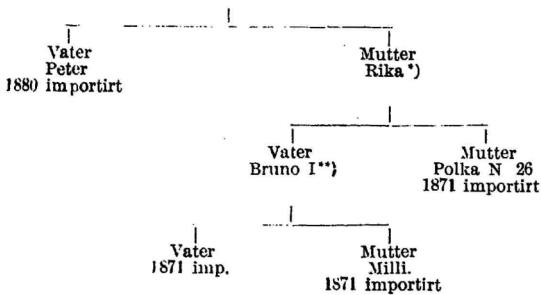 Vater Mutter
Peter Rika *)
1880 importirt
Vater Mutter
Bruno I**) Polka N 26
1871 importirt
Vater Mutter
1871 imp. Milli.
1871 importirt